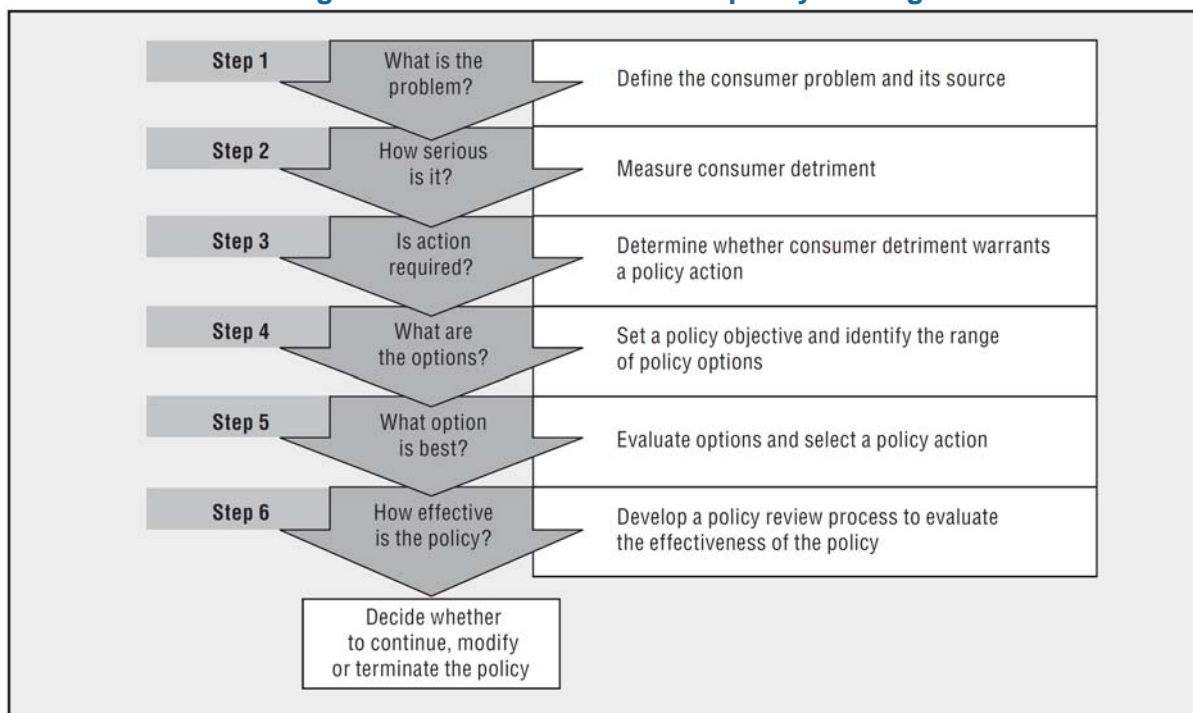 Step 1
What is the
problem?
Define the consumer problem and its source
Step 2
How serious
is it?
Measure consumer detriment
Step 3
Is action
required?
Determine whether consumer detriment warrants
a policy action
Step 4
What are
the options?
Set a policy objective and identify the range
of policy options
Step 5
What option
is best?
Evaluate options and select a policy action
Step 6
How effective
is the policy?
Develop a policy review process to evaluate
the effectiveness of the policy
Decide whether
to continue, modify
or terminate the policy